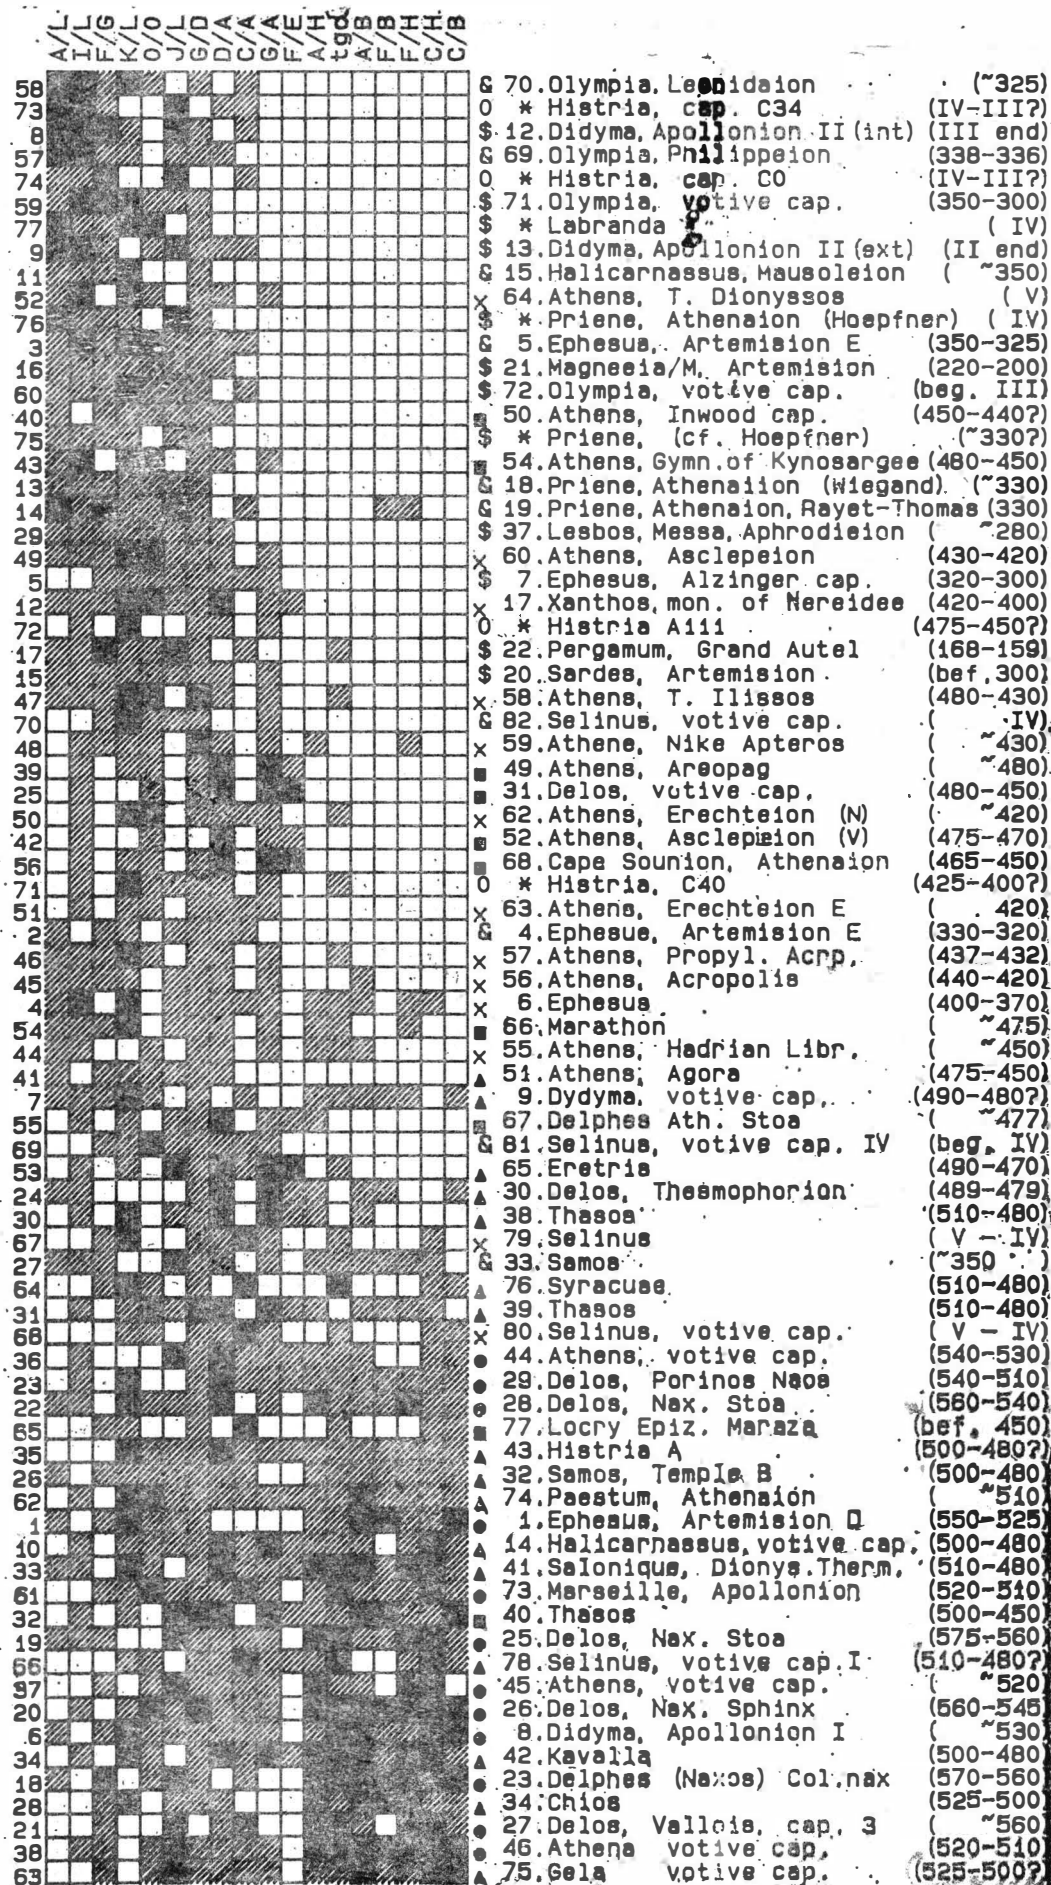 A/L I/L F/G K/L O/O J/L G/D D/A C/A G/A F/E A/H tgα A/B F/B F/H C/H C/B
58 & 70.Olympia, Leonidaion (~325)
73 0 * Histria, cap. C34 (IV-III?)
8 $ 12.Didyma, Apollonion II(int) (III end)
57 & 69.Olympia, Philippeion (338-336)
74 0 * Histria, cap. CO (IV-III?)
59 $ 71.Olympia, votive cap. (350-300)
77 $ * Labranda ( IV)
9 $ 13.Didyma, Apollonion II(ext) (II end)
11 & 15.Halicarnassus, Mausoleion ( ~350)
52 x 64.Athens, T. Dionyssos ( V)
76 $ * Priene, Athenaion (Hoepfner) ( IV)
3 & 5.Ephesus, Artemision E (350-325)
16 $ 21.Magneeia/M. Artemision (220-200)
60 $ 72.Olympia, votive cap. (beg. III)
40 ■ 50.Athens, Inwood cap. (450-440?)
75 $ * Priene, (cf. Hoepfner) (~330?)
43 ■ 54.Athens, Gymn.of Kynosargee (480-450)
13 & 18.Priene, Athenaiion (Wiegand) (~330)
14 & 19.Priene, Athenaion, Rayet-Thomas (330)
29 $ 37.Lesbos, Messa, Aphrodieion ( ~280)
49 x 60.Athens, Asclepeion (430-420)
5 $ 7.Ephesus, Alzinger cap. (320-300)
12 x 17.Xanthos, mon. of Nereidee (420-400)
72 0 * Histria Aiii (475-450?)
17 $ 22.Pergamum, Grand Autel (168-159)
15 $ 20.Sardes, Artemision (bef.300)
47 x 58.Athens, T. Ilissos (480-430)
70 & 82.Selinus, votive cap. ( IV)
48 x 59.Athene, Nike Apteros ( ~430)
39 ■ 49.Athens, Areopag ( ~480)
25 ■ 31.Delos, votive cap. (480-450)
50 x 62.Athens, Erechteion (N) ( ~420)
42 ■ 52.Athens, Asclepieion (V) (475-470)
56 ■ 68.Cape Sounion, Athenaion (465-450)
71 0 * Histria, C40 (425-400?)
51 x 63.Athens, Erechteion E ( 420)
2 & 4.Ephesue, Artemision E (330-320)
46 x 57.Athens, Propyl. Acrp. (437-432)
45 x 56.Athens, Acropolis (440-420)
4 x 6.Ephesus (400-370)
54 ■ 66.Marathon ( ~475)
44 x 55.Athens, Hadrian Libr. ( ~450)
41 ▲ 51.Athens, Agora (475-450)
7 ▲ 9.Dydyma, votive cap. (490-480?)
55 ■ 67.Delphes Ath. Stoa ( ~477)
69 & 81.Selinus, votive cap. IV (beg. IV)
53 ▲ 65.Eretria (490-470)
24 ▲ 30.Delos, Thesmophorion (489-479)
30 ▲ 38.Thasos (510-480)
67 x 79.Selinus ( V - IV)
27 & 33.Samos (~350 )
64 ▲ 76.Syracuse (510-480)
31 ▲ 39.Thasos (510-480)
68 x 80.Selinus, votive cap. ( V - IV)
36 ● 44.Athens, votive cap. (540-530)
23 ● 29.Delos, Porinos Naos (540-510)
22 ● 28.Delos, Nax. Stoa (560-540)
65 ■ 77.Locry Epiz. Maraza (bef. 450)
35 ▲ 43.Histria A (500-480?)
26 ▲ 32.Samos, Temple B (500-480)
62 ▲ 74.Paestum, Athenaion ( ~510)
1 ● 1.Ephesus, Artemision D (550-525)
10 ▲ 14.Halicarnassus, votive cap. (500-480)
33 ▲ 41.Salonique, Dionys.Therm. (510-480)
61 ● 73.Marseille, Apollonion (520-510)
32 ■ 40.Thasos (500-450)
19 ● 25.Delos, Nax. Stoa (575-560)
66 ▲ 78.Selinus, votive cap.I (510-480?)
37 ● 45.Athens, votive cap. ( ~520)
20 ● 26.Delos, Nax. Sphinx (560-545)
6 ● 8.Didyma, Apollonion I ( ~530)
34 ▲ 42.Kavalla (500-480)
18 ● 23.Delphes (Naxos) Col.nax (570-560)
28 ▲ 34.Chios (525-500)
21 ● 27.Delos, Vallois, cap. 3 ( ~560)
38 ● 46.Athena votive cap. (520-510)
63 ▲ 75.Gela votive cap. (525-500?)